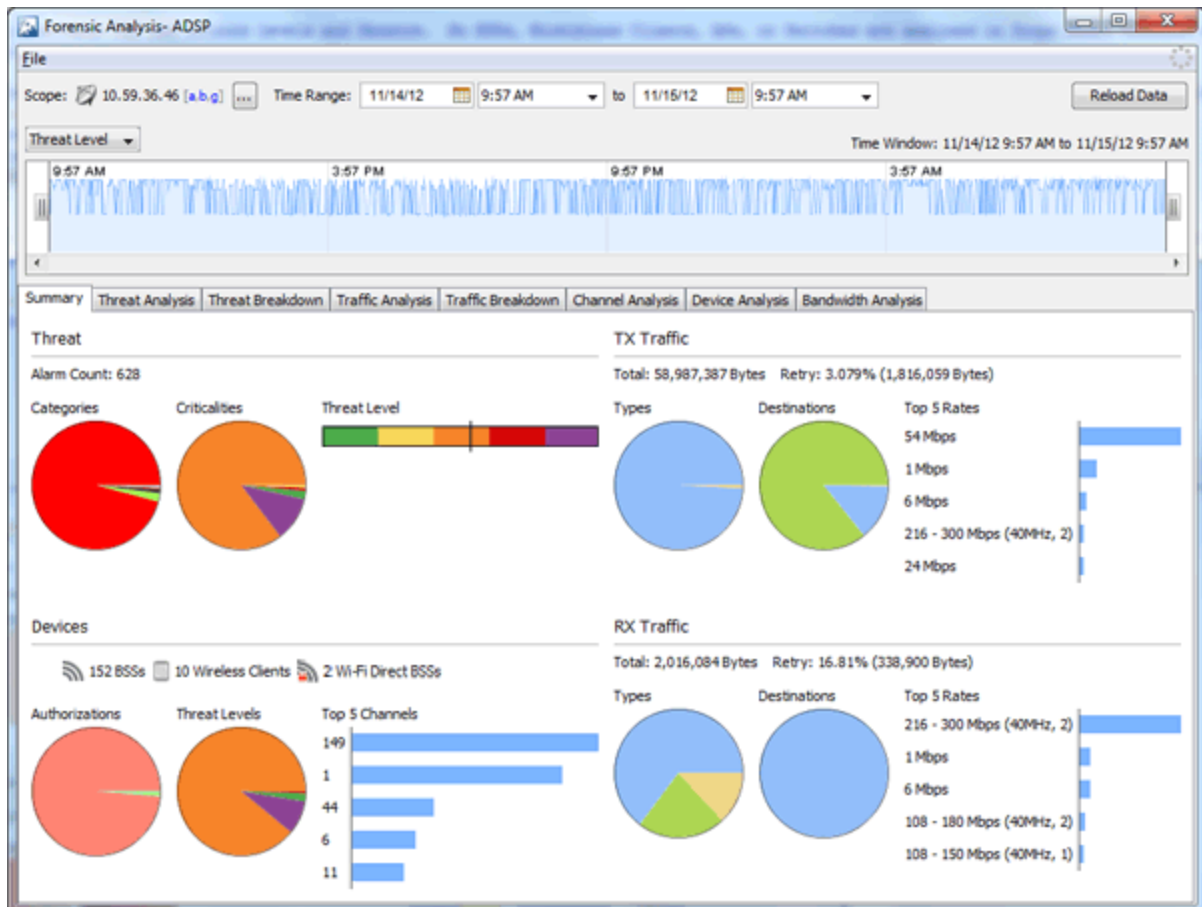 Forensic Analysis- ADSP
File
Scope: 10.59.36.46 [a,b,g] ... Time Range: 11/14/12 9:57 AM to 11/15/12 9:57 AM Reload Data
Threat Level Time Window: 11/14/12 9:57 AM to 11/15/12 9:57 AM
9:57 AM 3:57 PM 9:57 PM 3:57 AM
Summary Threat Analysis Threat Breakdown Traffic Analysis Traffic Breakdown Channel Analysis Device Analysis Bandwidth Analysis
Threat
Alarm Count: 628
Categories Criticalities Threat Level
TX Traffic
Total: 58,987,387 Bytes Retry: 3.079% (1,816,059 Bytes)
Types Destinations Top 5 Rates
54 Mbps
1 Mbps
6 Mbps
216 - 300 Mbps (40MHz, 2)
24 Mbps
Devices
152 BSSs 10 Wireless Clients 2 Wi-Fi Direct BSSs
Authorizations Threat Levels Top 5 Channels
149
1
44
6
11
RX Traffic
Total: 2,016,084 Bytes Retry: 16.81% (338,900 Bytes)
Types Destinations Top 5 Rates
216 - 300 Mbps (40MHz, 2)
1 Mbps
6 Mbps
108 - 180 Mbps (40MHz, 2)
108 - 150 Mbps (40MHz, 1)